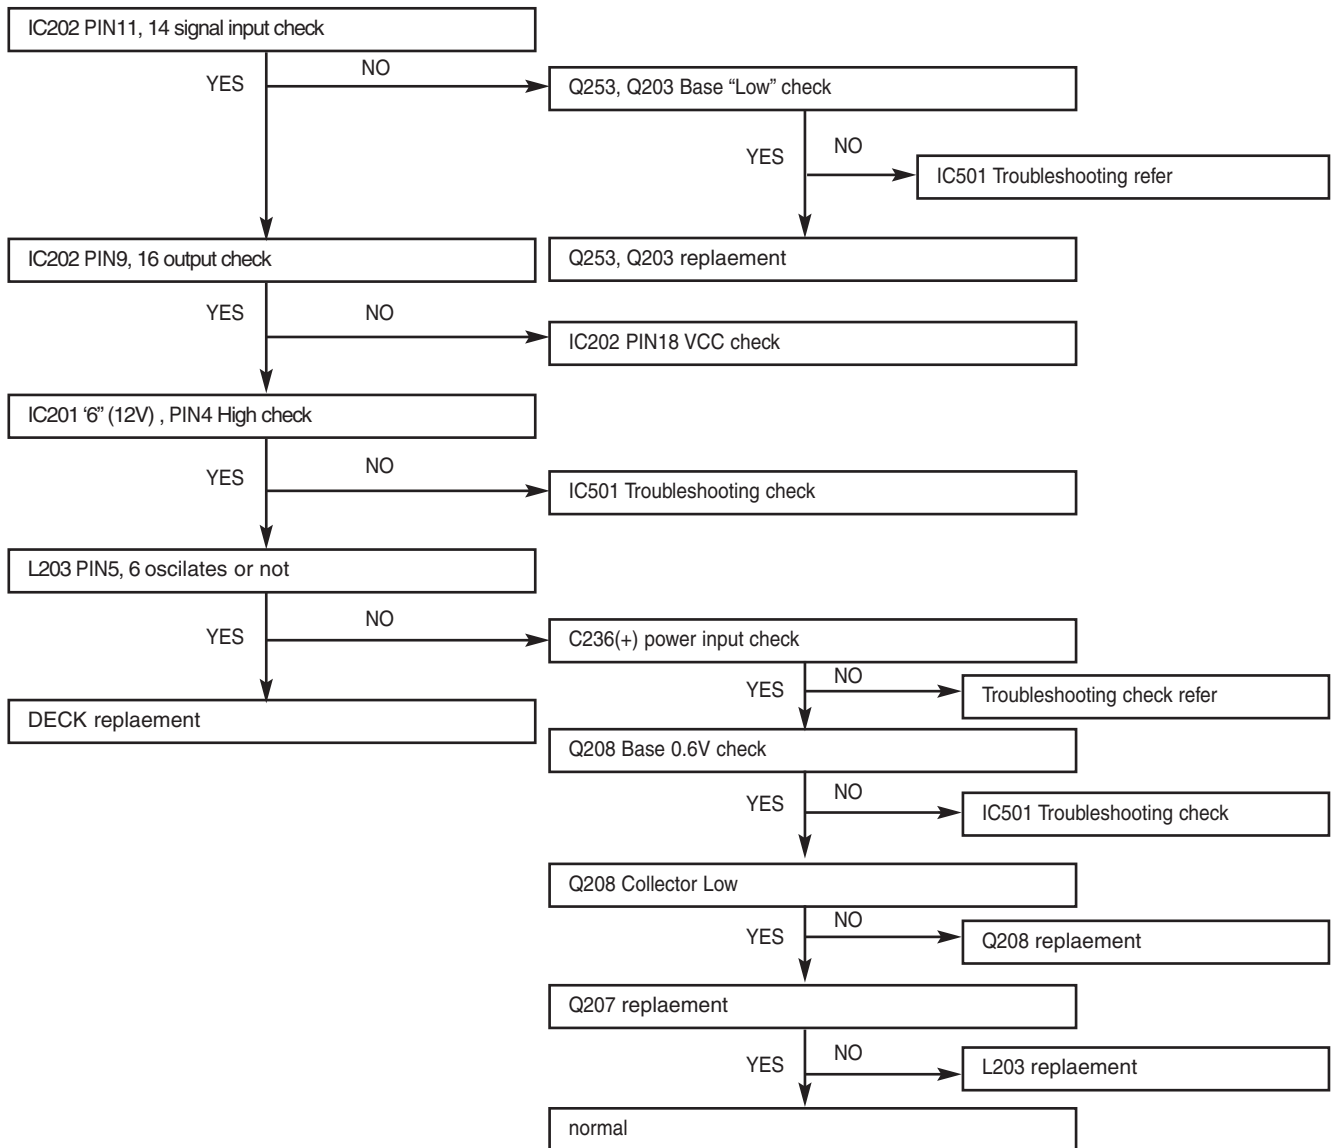 IC202 PIN11, 14 signal input check
YES
NO
Q253, Q203 Base “Low” check
YES
NO
IC501 Troubleshooting refer
IC202 PIN9, 16 output check
Q253, Q203 replaement
YES
NO
IC202 PIN18 VCC check
IC201 ‘6” (12V) , PIN4 High check
YES
NO
IC501 Troubleshooting check
L203 PIN5, 6 oscilates or not
YES
NO
C236(+) power input check
YES
NO
Troubleshooting check refer
DECK replaement
Q208 Base 0.6V check
YES
NO
IC501 Troubleshooting check
Q208 Collector Low
YES
NO
Q208 replaement
Q207 replaement
YES
NO
L203 replaement
normal